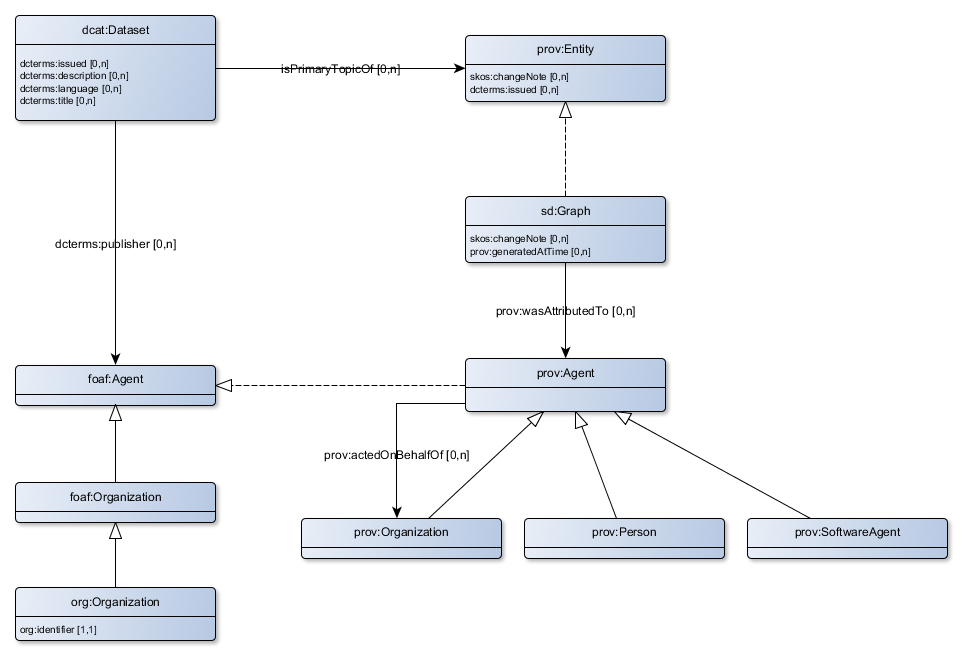 dcat:Dataset
dcterms:issued [0,n]
dcterms:description [0,n]
dcterms:language [0,n]
dcterms:title [0,n]
isPrimaryTopicOf [0,n]
prov:Entity
skos:changeNote [0,n]
dcterms:issued [0,n]
sd:Graph
skos:changeNote [0,n]
prov:generatedAtTime [0,n]
dcterms:publisher [0,n]
prov:wasAttributedTo [0,n]
foaf:Agent
prov:Agent
prov:actedOnBehalfOf [0,n]
foaf:Organization
prov:Organization
prov:Person
prov:SoftwareAgent
org:Organization
org:identifier [1,1]